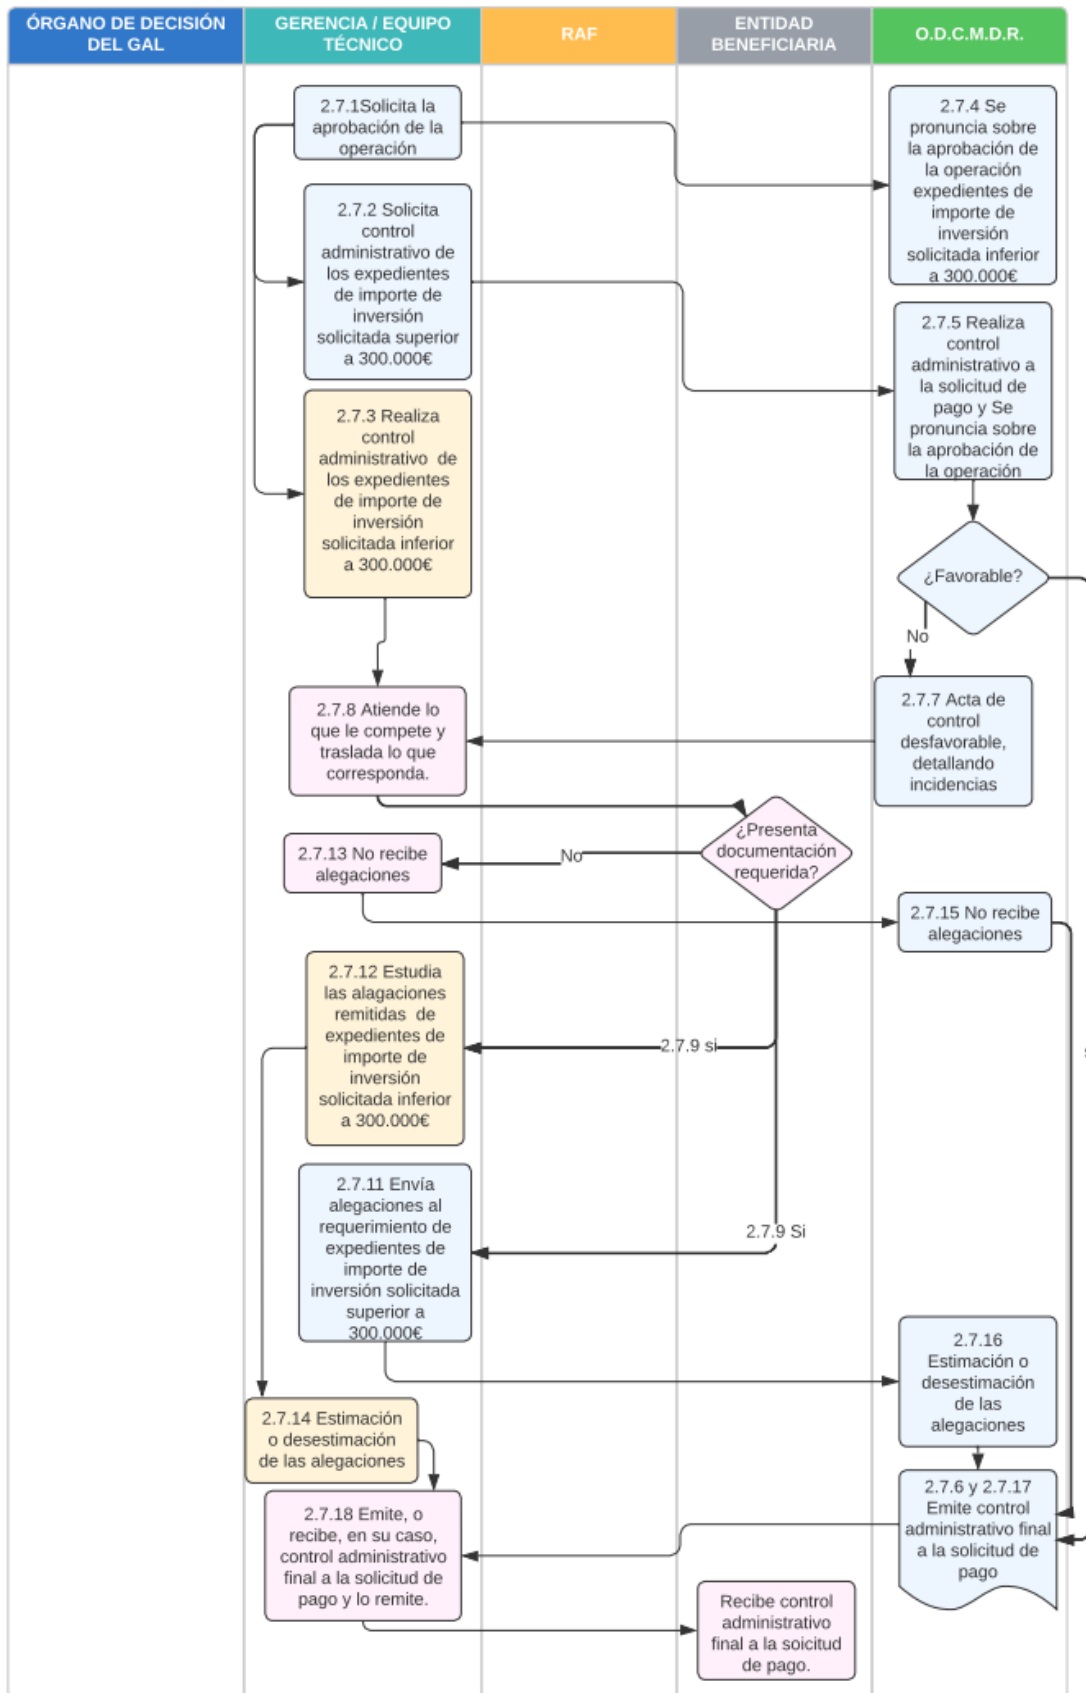 ÓRGANO DE DECISIÓN
DEL GAL
GERENCIA / EQUIPO
TÉCNICO
RAF
ENTIDAD
BENEFICIARIA
O.D.C.M.D.R.
2.7.1Solicita la
aprobación de la
operación
2.7.4 Se
pronuncia sobre
la aprobación de
la operación
expedientes de
importe de
inversión
solicitada inferior
a 300.000€
2.7.2 Solicita
control
administrativo de
los expedientes
de importe de
inversión
solicitada superior
a 300.000€
2.7.5 Realiza
control
administrativo a
la solicitud de
pago y Se
pronuncia sobre
la aprobación de
la operación
2.7.3 Realiza
control
administrativo de
los expedientes
de importe de
inversión
solicitada inferior
a 300.000€
¿Favorable?
No
2.7.7 Acta de
control
desfavorable,
detallando
incidencias
2.7.8 Atiende lo
que le compete y
traslada lo que
corresponda.
¿Presenta
documentación
requerida?
No
2.7.13 No recibe
alegaciones
2.7.15 No recibe
alegaciones
2.7.12 Estudia
las alagaciones
remitidas de
expedientes de
importe de
inversión
solicitada inferior
a 300.000€
2.7.9 si
2.7.11 Envía
alegaciones al
requerimiento de
expedientes de
importe de
inversión solicitada
superior a
300.000€
2.7.9 Si
2.7.16
Estimación o
desestimación
de las
alegaciones
2.7.14 Estimación
o desestimación
de las alegaciones
2.7.6 y 2.7.17
Emite control
administrativo final
a la solicitud de
pago
2.7.18 Emite, o
recibe, en su caso,
control administrativo
final a la solicitud de
pago y lo remite.
Recibe control
administrativo
final a la soicitud
de pago.